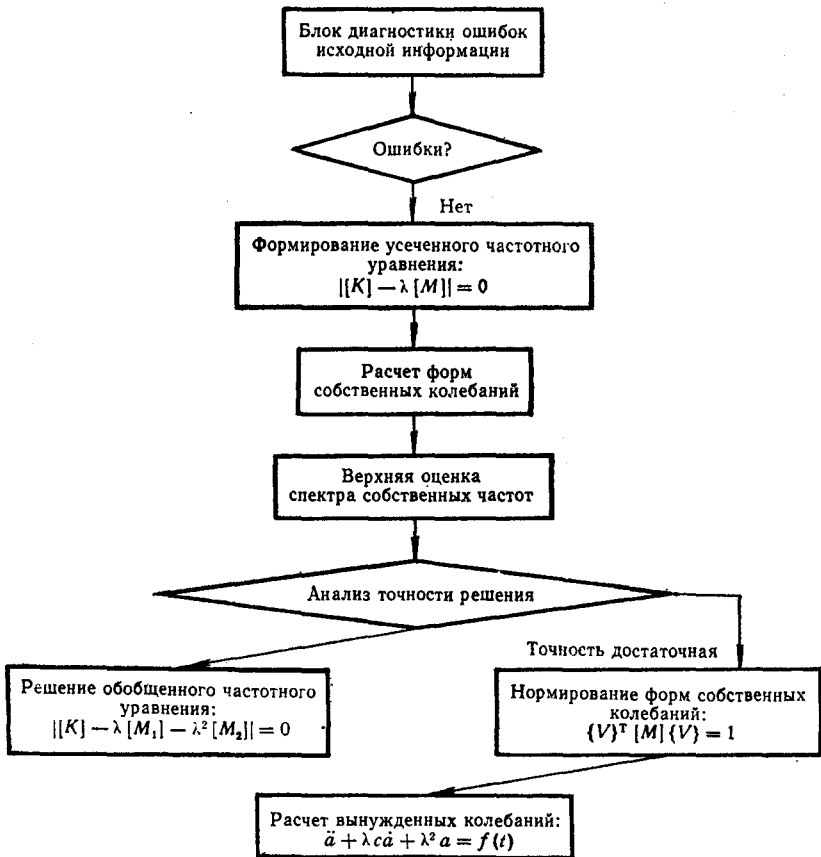 Блок диагностики ошибок
исходной информации
Ошибки?
Нет
Формирование усеченного частотного
уравнения:
|[K] — λ [M]| = 0
Расчет форм
собственных колебаний
Верхняя оценка
спектра собственных частот
Анализ точности решения
Точность достаточная
Решение обобщенного частотного
уравнения:
|[K] — λ [M₁] — λ² [M₂]| = 0
Нормирование форм собственных
колебаний:
{V}ᵀ [M] {V} = 1
Расчет вынужденных колебаний:
ä + λcȧ + λ² a = f (t)